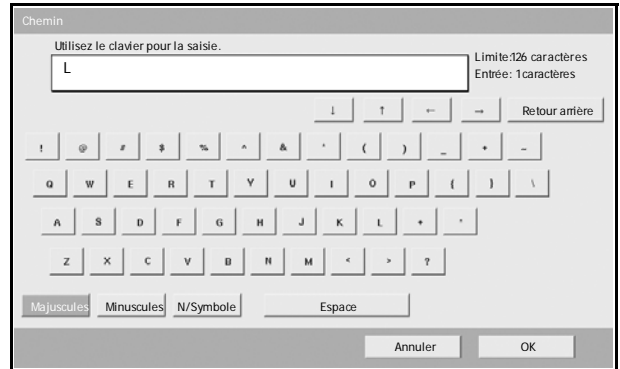 Chemin
Utilisez le clavier pour la saisie.
L
Limite:126 caractères
Entrée: 1caractères
↓ ↑ ← → Retour arrière
! @ # $ % ^ & ' ( ) _ + ~
Q W E R T Y U I O P { } \
A S D F G H J K L + "
Z X C V B N M < > ?
Majuscules Minuscules N/Symbole Espace
Annuler OK